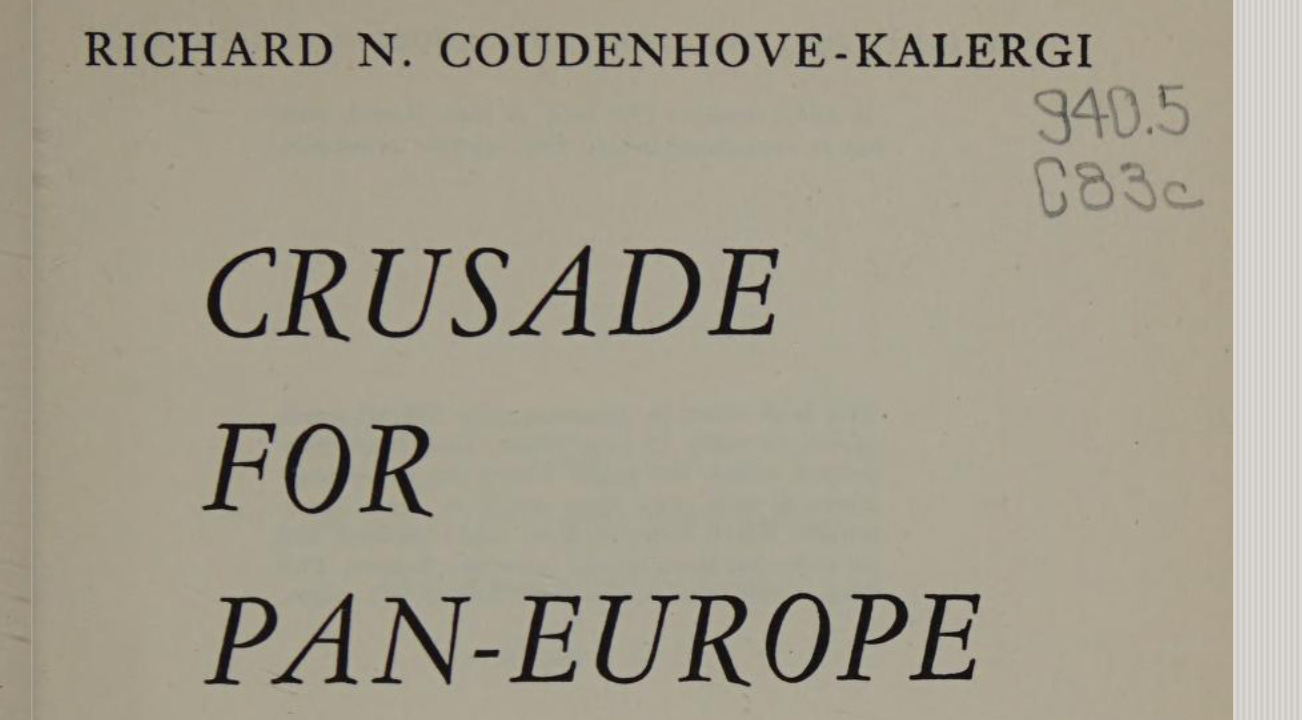 RICHARD N. COUDENHOVE-KALERGI
940.5
C83c
CRUSADE
FOR
PAN-EUROPE